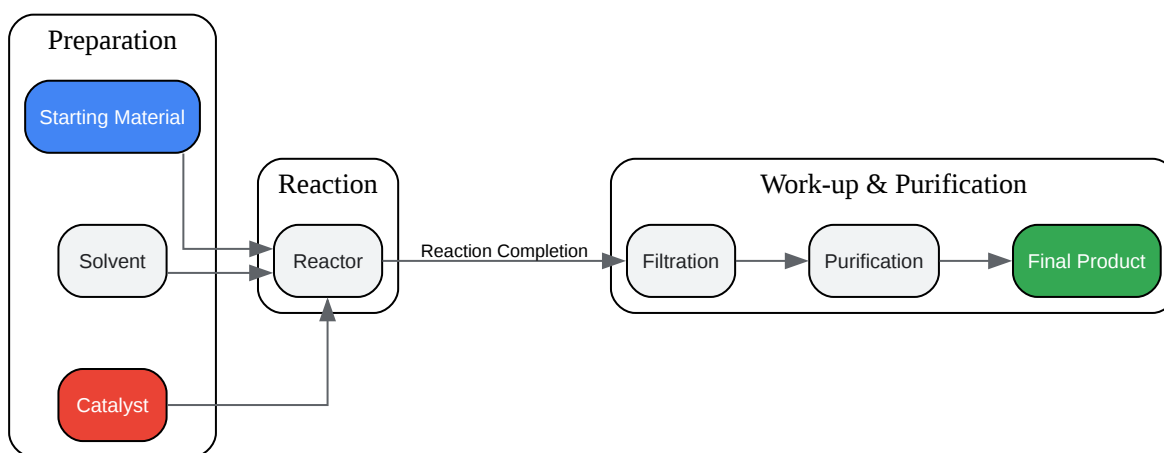 Preparation
Starting Material
Solvent
Catalyst
Reaction
Reactor
Reaction Completion
Work-up & Purification
Filtration
Purification
Final Product